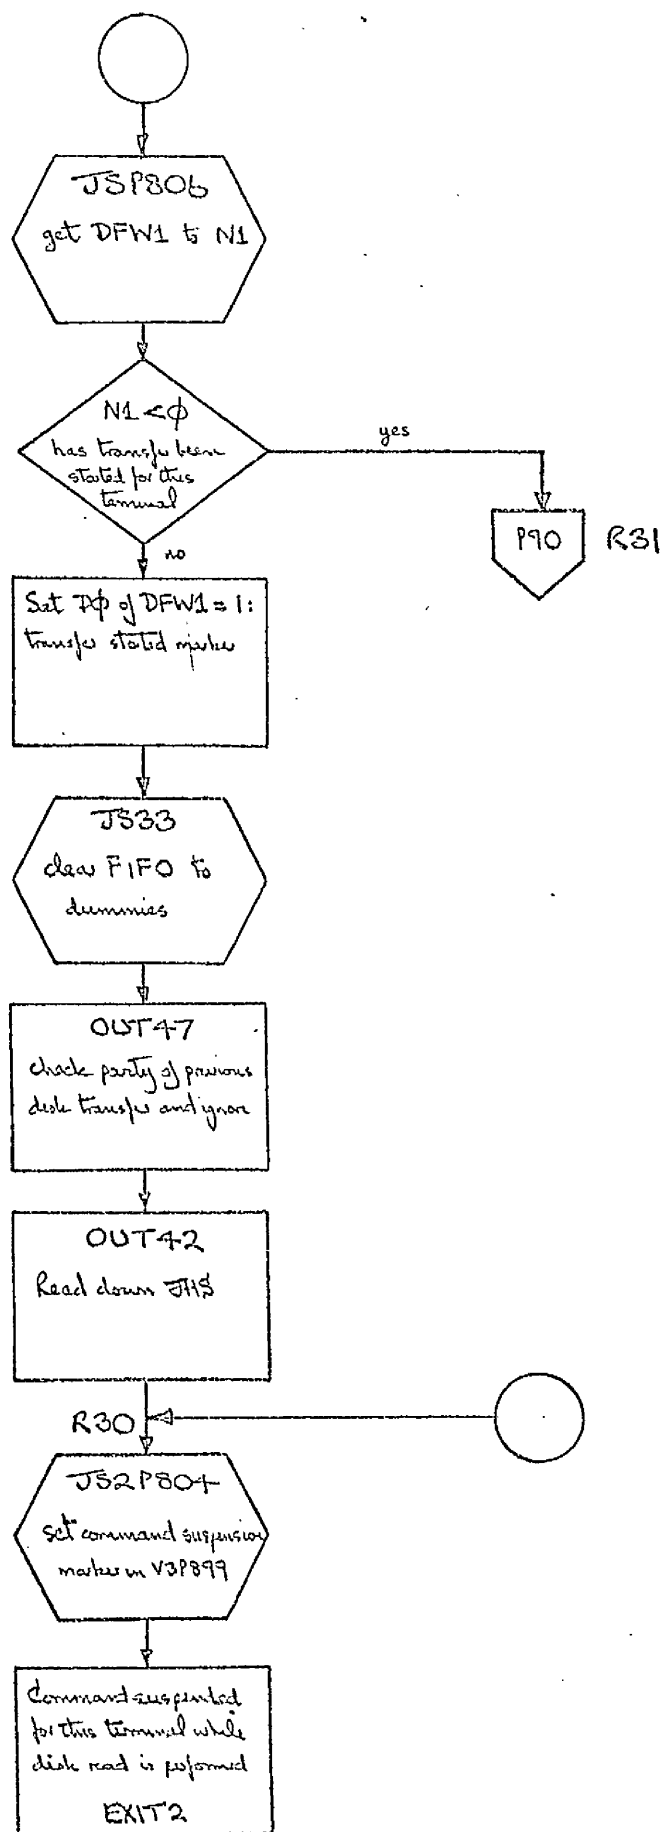 JSP806
get DFW1 to N1
N1 < ϕ
has transfer been
started for this
terminal
yes
P90 R31
no
Set Dϕ of DFW1 = 1:
transfer started marker
JS33
clear FIFO to
dummies
OUT47
check parity of previous
disk transfer and ignore
OUT42
Read down
R30
JS2P804
set command suspension
marker in V3P899
Command suspended
for this terminal while
disk read is performed
EXIT2